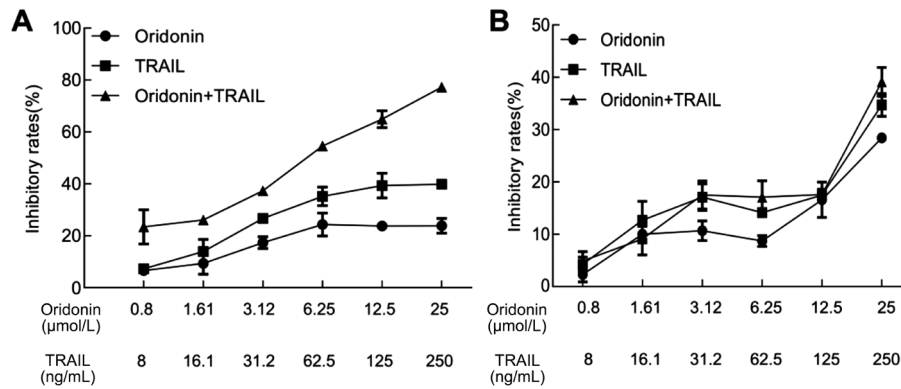 A
Inhibitory rates(%)
100
80
60
40
20
0
Oridonin
TRAIL
Oridonin+TRAIL
Oridonin 0.8 1.61 3.12 6.25 12.5 25
(μmol/L)
TRAIL 8 16.1 31.2 62.5 125 250
(ng/mL)
B
Inhibitory rates(%)
50
40
30
20
10
0
Oridonin
TRAIL
Oridonin+TRAIL
Oridonin 0.8 1.61 3.12 6.25 12.5 25
(μmol/L)
TRAIL 8 16.1 31.2 62.5 125 250
(ng/mL)